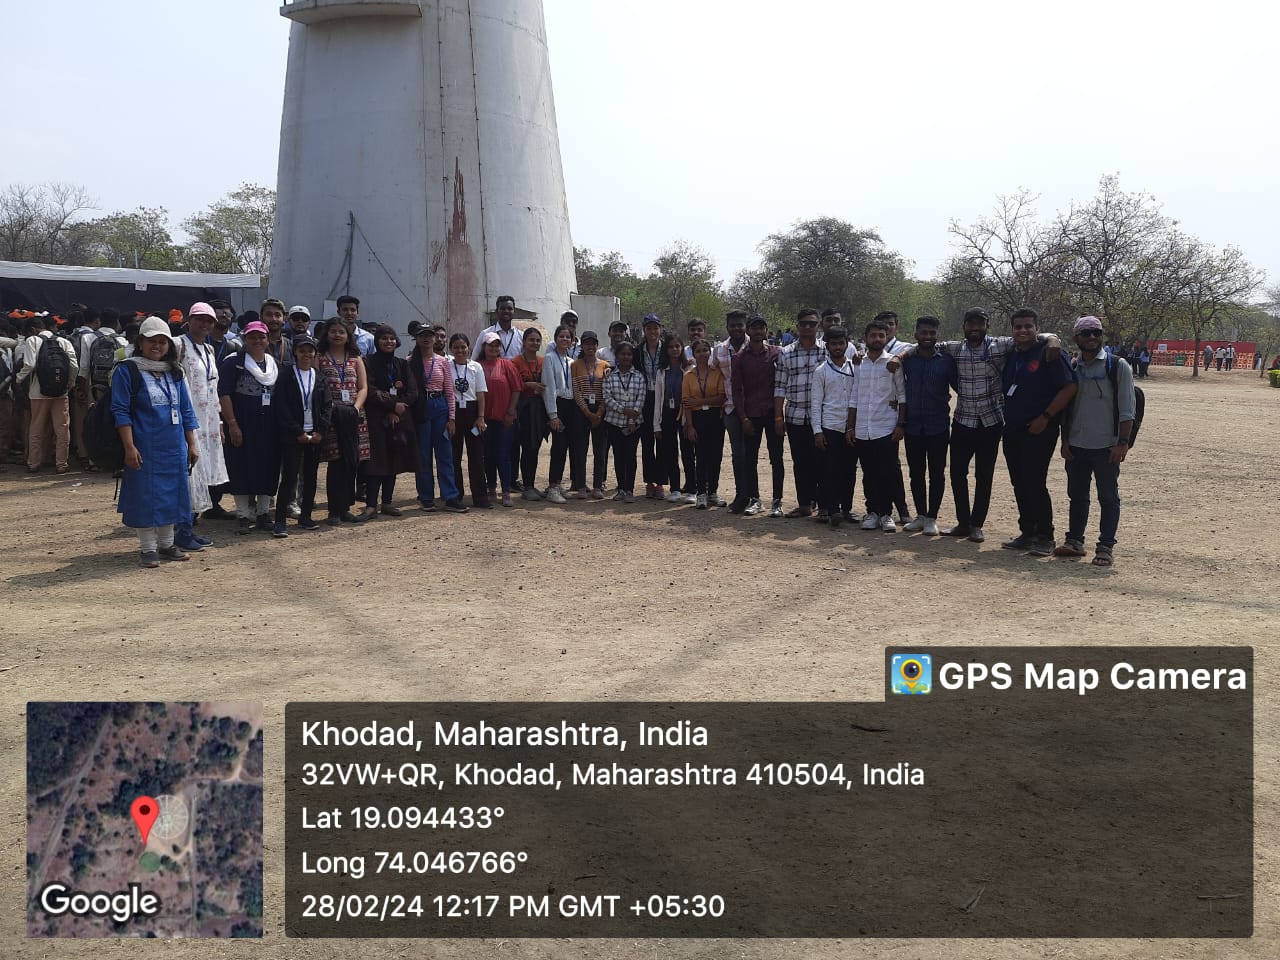 GPS Map Camera
Khodad, Maharashtra, India
32VW+QR, Khodad, Maharashtra 410504, India
Lat 19.094433°
Long 74.046766°
28/02/24 12:17 PM GMT +05:30
Google